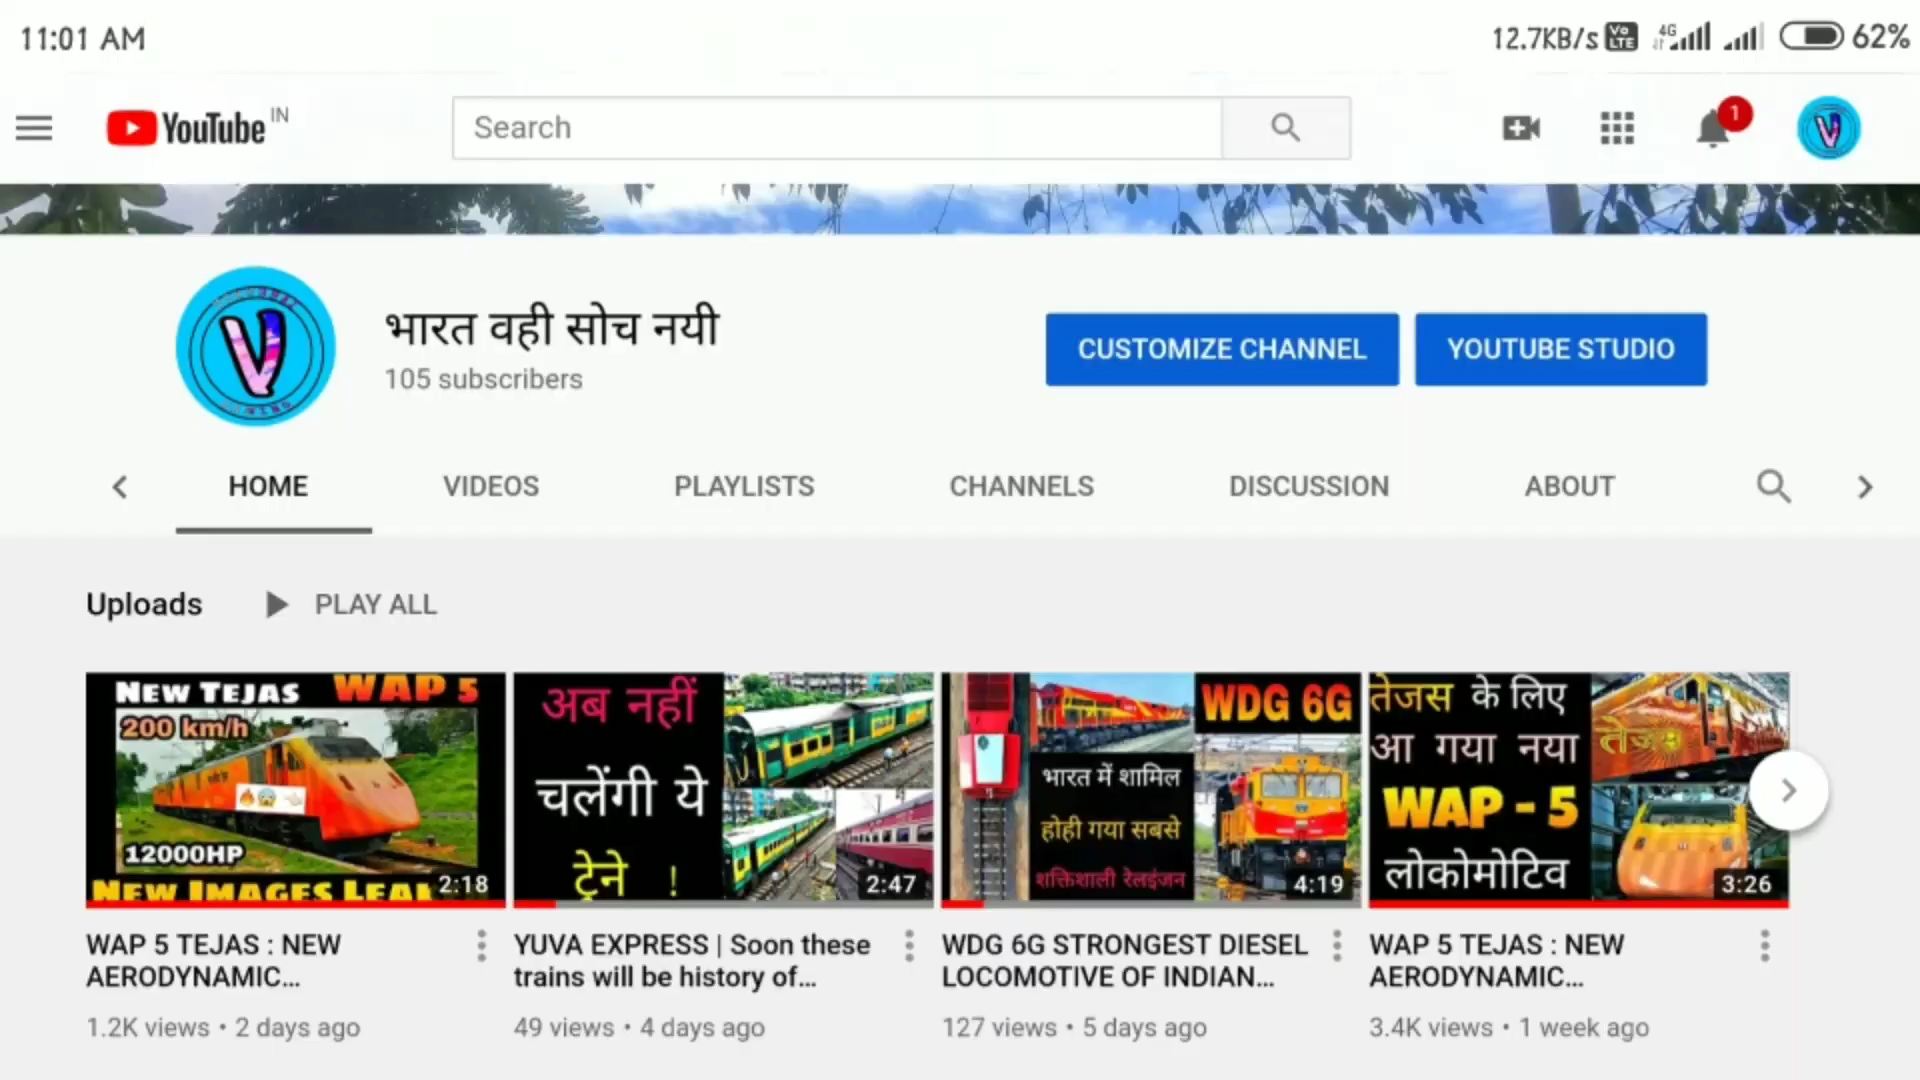 11:01 AM
12.7KB/s Vo LTE 4G 62%
YouTube IN
Search
1
भारत वही सोच नयी
105 subscribers
CUSTOMIZE CHANNEL
YOUTUBE STUDIO
HOME VIDEOS PLAYLISTS CHANNELS DISCUSSION ABOUT
Uploads
PLAY ALL
NEW TEJAS WAP 5
200 km/h
12000HP
NEW IMAGES
2:18
अब नहीं
चलेंगी ये
ट्रेने !
2:47
WDG 6G
भारत में शामिल
होही गया सबसे
शक्तिशाली रेलइंजन
4:19
तेजस के लिए
आ गया नया
WAP - 5
लोकोमोटिव
3:26
WAP 5 TEJAS : NEW
AERODYNAMIC...
1.2K views • 2 days ago
YUVA EXPRESS | Soon these
trains will be history of...
49 views • 4 days ago
WDG 6G STRONGEST DIESEL
LOCOMOTIVE OF INDIAN...
127 views • 5 days ago
WAP 5 TEJAS : NEW
AERODYNAMIC...
3.4K views • 1 week ago